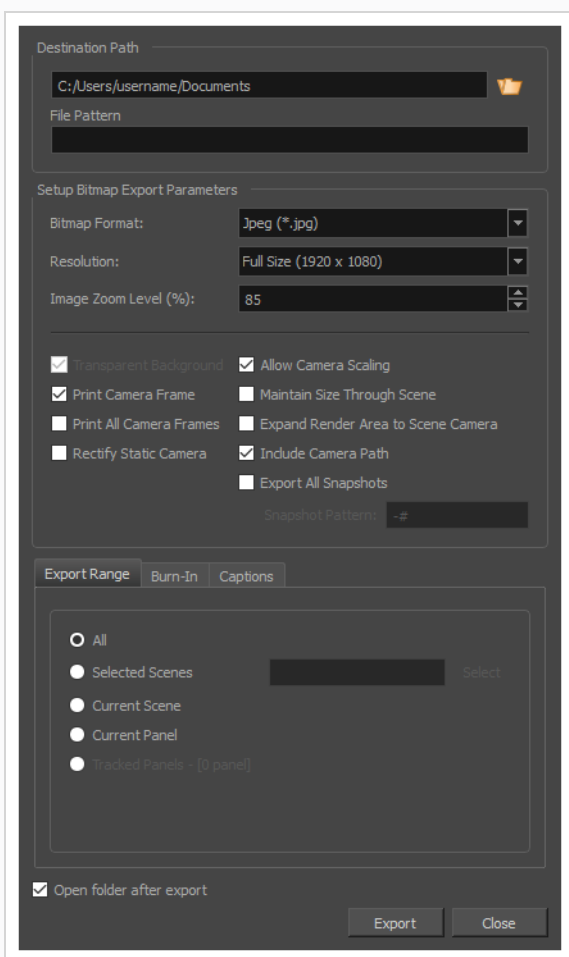 Destination Path
C:/Users/username/Documents
File Pattern
Setup Bitmap Export Parameters
Bitmap Format: Jpeg (*.jpg)
Resolution: Full Size (1920 x 1080)
Image Zoom Level (%): 85
Transparent Background Allow Camera Scaling
Print Camera Frame Maintain Size Through Scene
Print All Camera Frames Expand Render Area to Scene Camera
Rectify Static Camera Include Camera Path
Export All Snapshots
Snapshot Pattern: -#
Export Range Burn-In Captions
All
Selected Scenes Select
Current Scene
Current Panel
Tracked Panels - [0 panel]
Open folder after export
Export Close